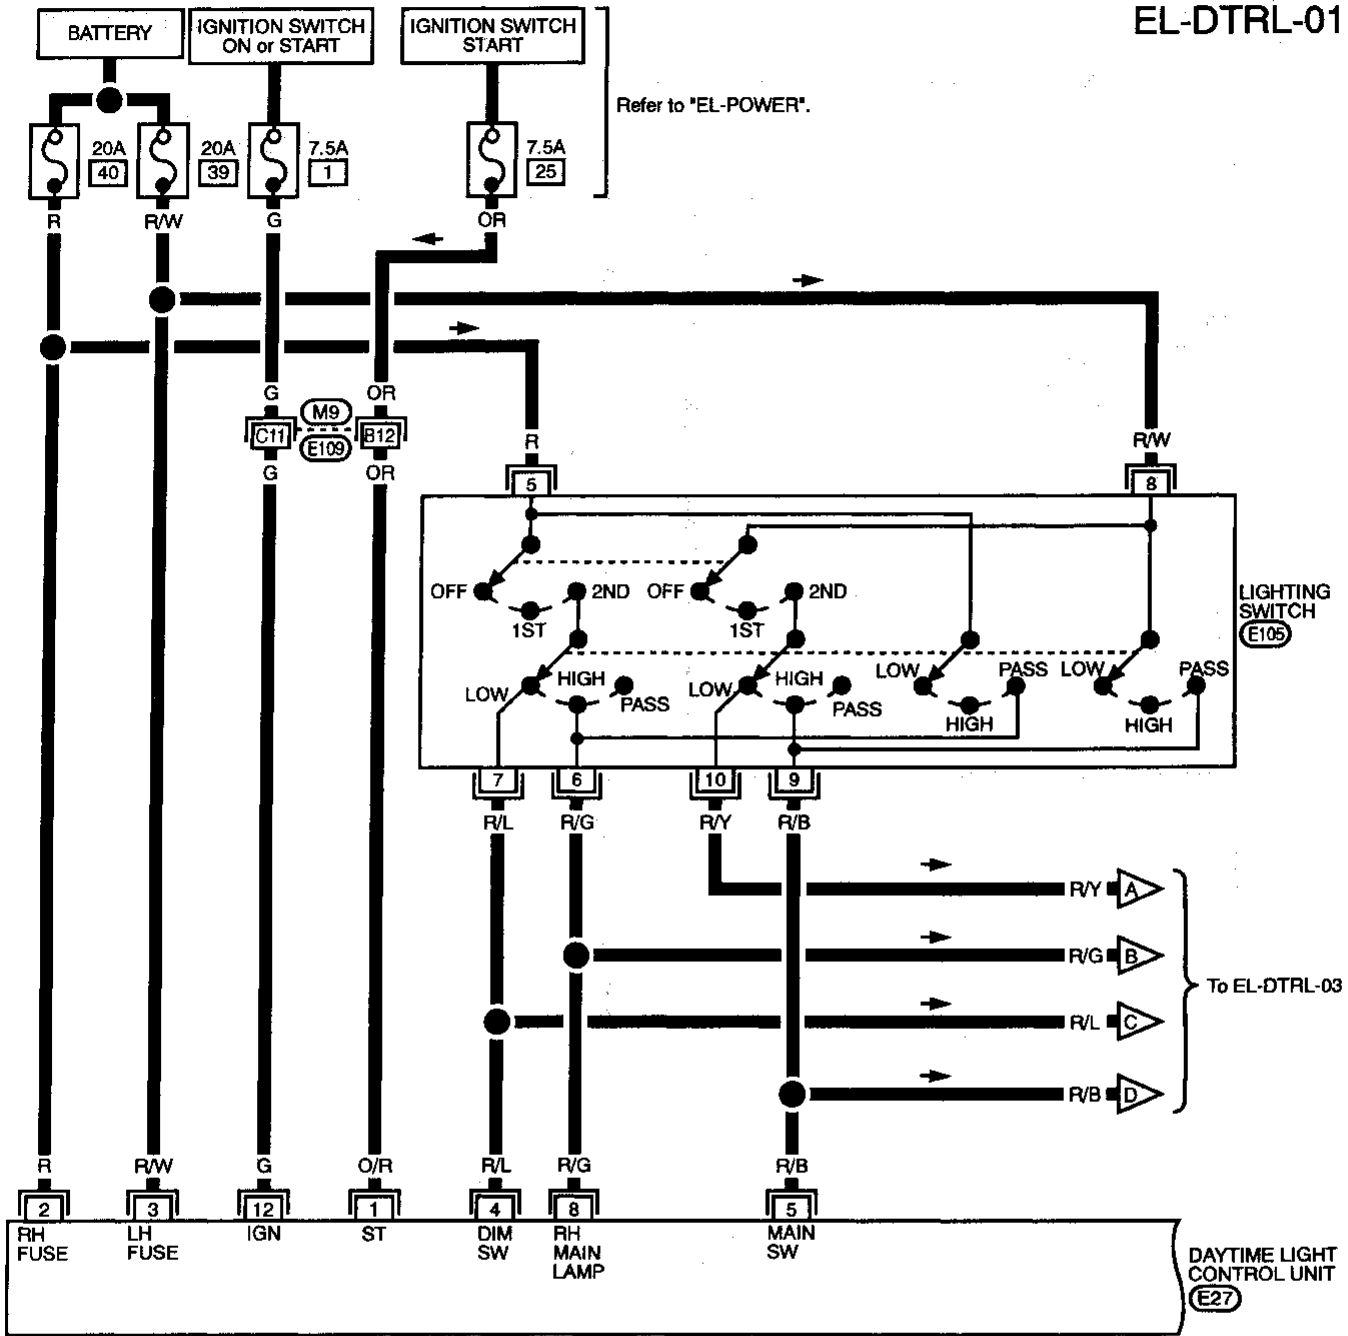 EL-DTRL-01
BATTERY
IGNITION SWITCH
ON or START
IGNITION SWITCH
START
Refer to "EL-POWER".
20A
40
20A
39
7.5A
1
7.5A
25
R
R/W
G
OR
G
M9
OR
C11
E109
B12
G
OR
R
R/W
5
8
OFF
2ND
1ST
OFF
2ND
1ST
LIGHTING
SWITCH
E105
LOW
HIGH
PASS
LOW
HIGH
PASS
LOW
PASS
HIGH
LOW
PASS
HIGH
7
6
10
9
R/L
R/G
R/Y
R/B
R/Y
A
R/G
B
R/L
C
R/B
D
To EL-DTRL-03
R
R/W
G
O/R
R/L
R/G
R/B
2
3
12
1
4
8
5
RH
FUSE
LH
FUSE
IGN
ST
DIM
SW
RH
MAIN
LAMP
MAIN
SW
DAYTIME LIGHT
CONTROL UNIT
E27